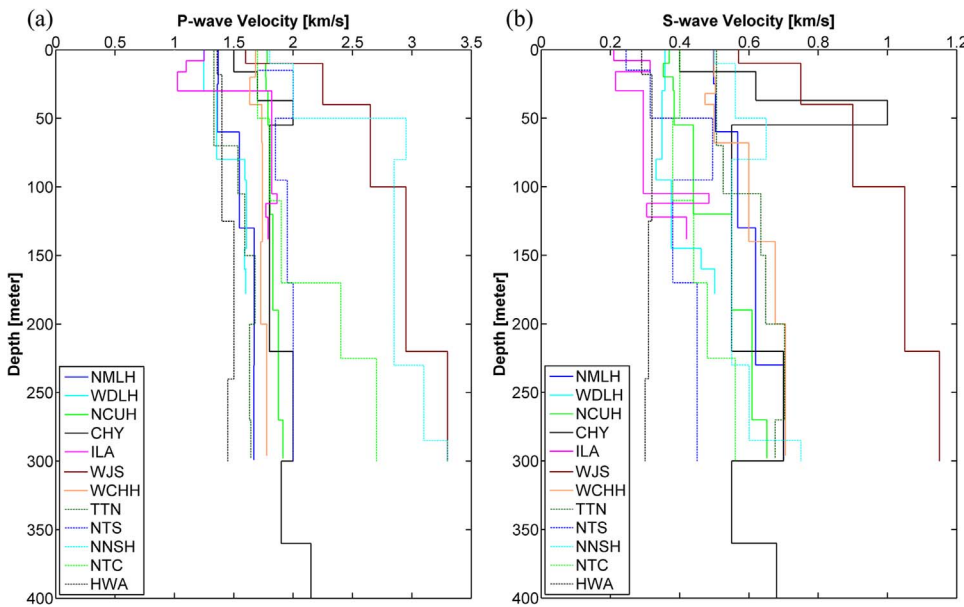 (a)
P-wave Velocity [km/s]
0 0.5 1 1.5 2 2.5 3 3.5
0
50
100
150
200
250
300
350
400
Depth [meter]
NMLH
WDLH
NCUH
CHY
ILA
WJS
WCHH
TTN
NTS
NNSH
NTC
HWA
(b)
S-wave Velocity [km/s]
0 0.2 0.4 0.6 0.8 1 1.2
0
50
100
150
200
250
300
350
400
Depth [meter]
NMLH
WDLH
NCUH
CHY
ILA
WJS
WCHH
TTN
NTS
NNSH
NTC
HWA